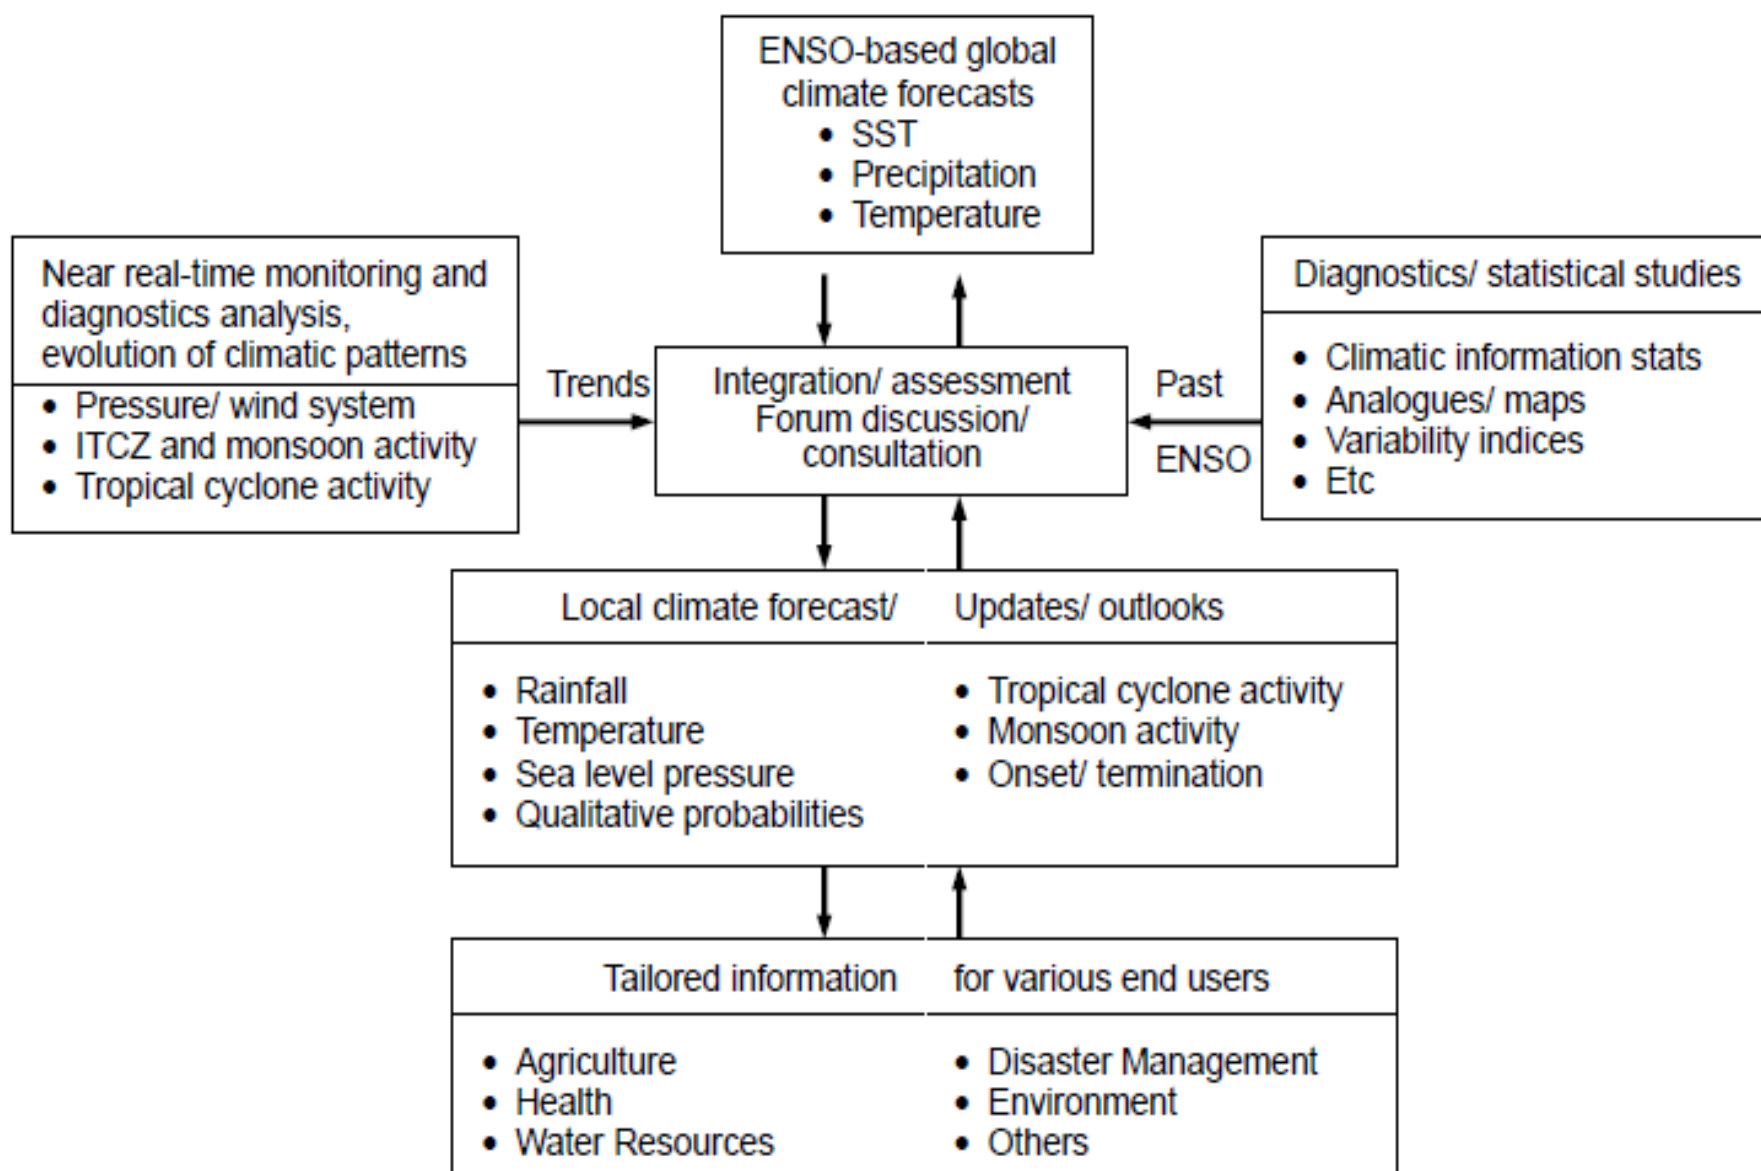 ENSO-based global
climate forecasts
• SST
• Precipitation
• Temperature
Near real-time monitoring and
diagnostics analysis,
evolution of climatic patterns
• Pressure/ wind system
• ITCZ and monsoon activity
• Tropical cyclone activity
Trends
Integration/ assessment
Forum discussion/
consultation
Past
ENSO
Diagnostics/ statistical studies
• Climatic information stats
• Analogues/ maps
• Variability indices
• Etc
Local climate forecast/ Updates/ outlooks
• Rainfall
• Temperature
• Sea level pressure
• Qualitative probabilities
• Tropical cyclone activity
• Monsoon activity
• Onset/ termination
Tailored information for various end users
• Agriculture
• Health
• Water Resources
• Disaster Management
• Environment
• Others